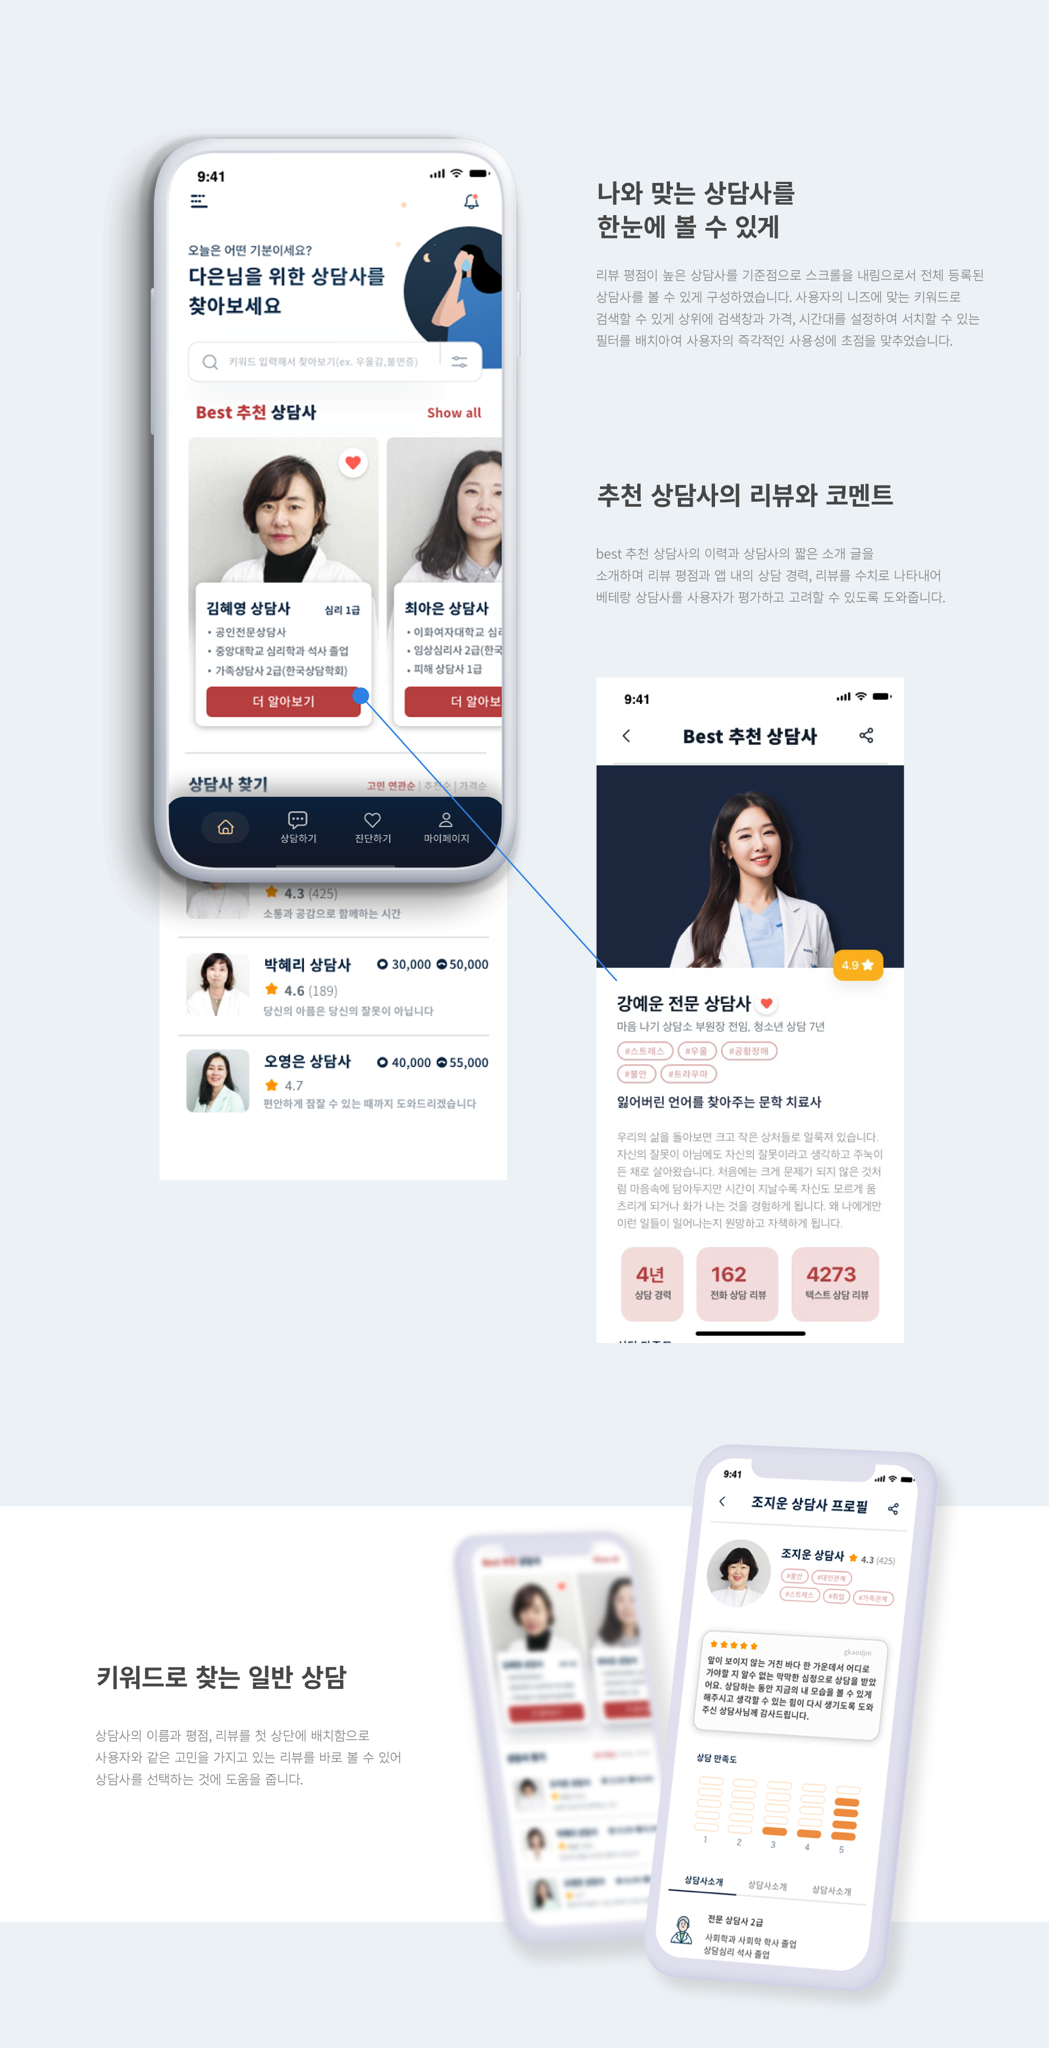 9:41
오늘은 어떤 기분이세요?
다은님을 위한 상담사를
찾아보세요
키워드 입력해서 찾아보기(ex. 우울감,불면증)
Best 추천 상담사
Show all
김혜영 상담사
심리 1급
• 공인전문상담사
• 중앙대학교 심리학과 석사 졸업
• 가족상담사 2급(한국상담학회)
더 알아보기
최아은 상담사
• 이화여자대학교 심리
• 임상심리사 2급(한국
• 피해 상담사 1급
더 알아보
상담사 찾기
고민 연관순 | 추천순 | 가격순
상담하기
진단하기
마이페이지
4.3 (425)
소통과 공감으로 함께하는 시간
박혜리 상담사
30,000 50,000
4.6 (189)
당신의 아픔은 당신의 잘못이 아닙니다
오영은 상담사
40,000 55,000
4.7
편안하게 잠잘 수 있는 때까지 도와드리겠습니다
나와 맞는 상담사를
한눈에 볼 수 있게
리뷰 평점이 높은 상담사를 기준점으로 스크롤을 내림으로서 전체 등록된
상담사를 볼 수 있게 구성하였습니다. 사용자의 니즈에 맞는 키워드로
검색할 수 있게 상위에 검색창과 가격, 시간대를 설정하여 서치할 수 있는
필터를 배치아여 사용자의 즉각적인 사용성에 초점을 맞추었습니다.
추천 상담사의 리뷰와 코멘트
best 추천 상담사의 이력과 상담사의 짧은 소개 글을
소개하며 리뷰 평점과 앱 내의 상담 경력, 리뷰를 수치로 나타내어
베테랑 상담사를 사용자가 평가하고 고려할 수 있도록 도와줍니다.
9:41
Best 추천 상담사
4.9
강예운 전문 상담사
마음 나기 상담소 부원장 전임, 청소년 상담 7년
#스트레스 #우울 #공황장애
#불안 #트라우마
잃어버린 언어를 찾아주는 문학 치료사
우리의 삶을 돌아보면 크고 작은 상처들로 얼룩져 있습니다.
자신의 잘못이 아님에도 자신의 잘못이라고 생각하고 주눅이
든 채로 살아왔습니다. 처음에는 크게 문제가 되지 않은 것처
럼 마음속에 담아두지만 시간이 지날수록 자신도 모르게 움
츠리게 되거나 화가 나는 것을 경험하게 됩니다. 왜 나에게만
이런 일들이 일어나는지 원망하고 자책하게 됩니다.
4년
상담 경력
162
전화 상담 리뷰
4273
텍스트 상담 리뷰
키워드로 찾는 일반 상담
상담사의 이름과 평점, 리뷰를 첫 상단에 배치함으로
사용자와 같은 고민을 가지고 있는 리뷰를 바로 볼 수 있어
상담사를 선택하는 것에 도움을 줍니다.
9:41
조지운 상담사 프로필
조지운 상담사 4.3 (425)
#불안 #대인관계
#스트레스 #취업 #가족관계
gkaodjm
앞이 보이지 않는 거친 바다 한 가운데서 어디로
가야할 지 알수 없는 막막한 심정으로 상담을 받았
어요. 상담하는 동안 지금의 내 모습을 볼 수 있게
해주시고 생각할 수 있는 힘이 다시 생기도록 도와
주신 상담사님께 감사드립니다.
상담 만족도
1 2 3 4 5
상담사소개 상담사소개 상담사소개
전문 상담사 2급
사회학과 사회학 학사 졸업
상담심리 석사 졸업